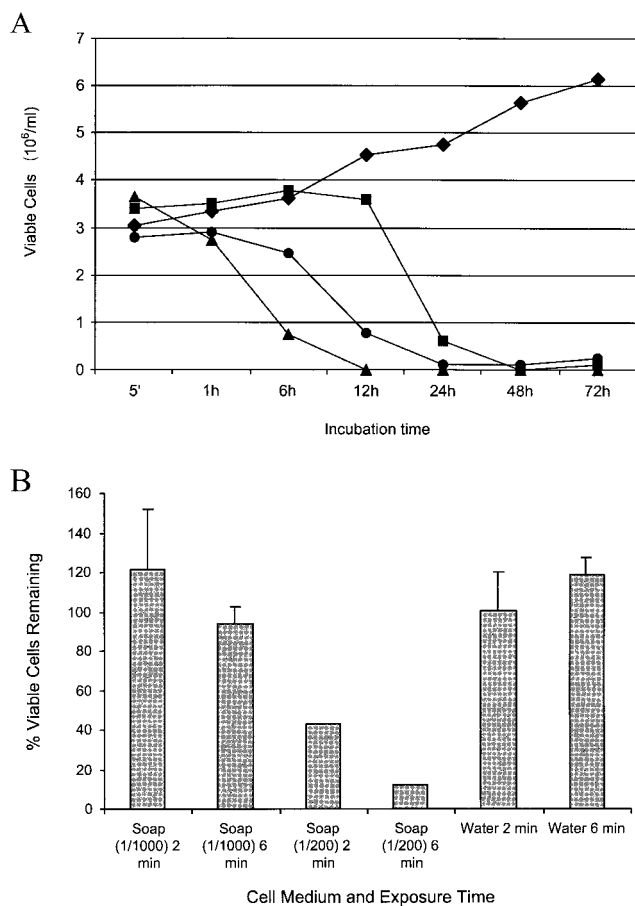 A
Viable Cells (10⁶/ml)
7
6
5
4
3
2
1
0
5' 1h 6h 12h 24h 48h 72h
Incubation time
B
% Viable Cells Remaining
160
140
120
100
80
60
40
20
0
Soap (1/1000) 2 min
Soap (1/1000) 6 min
Soap (1/200) 2 min
Soap (1/200) 6 min
Water 2 min
Water 6 min
Cell Medium and Exposure Time